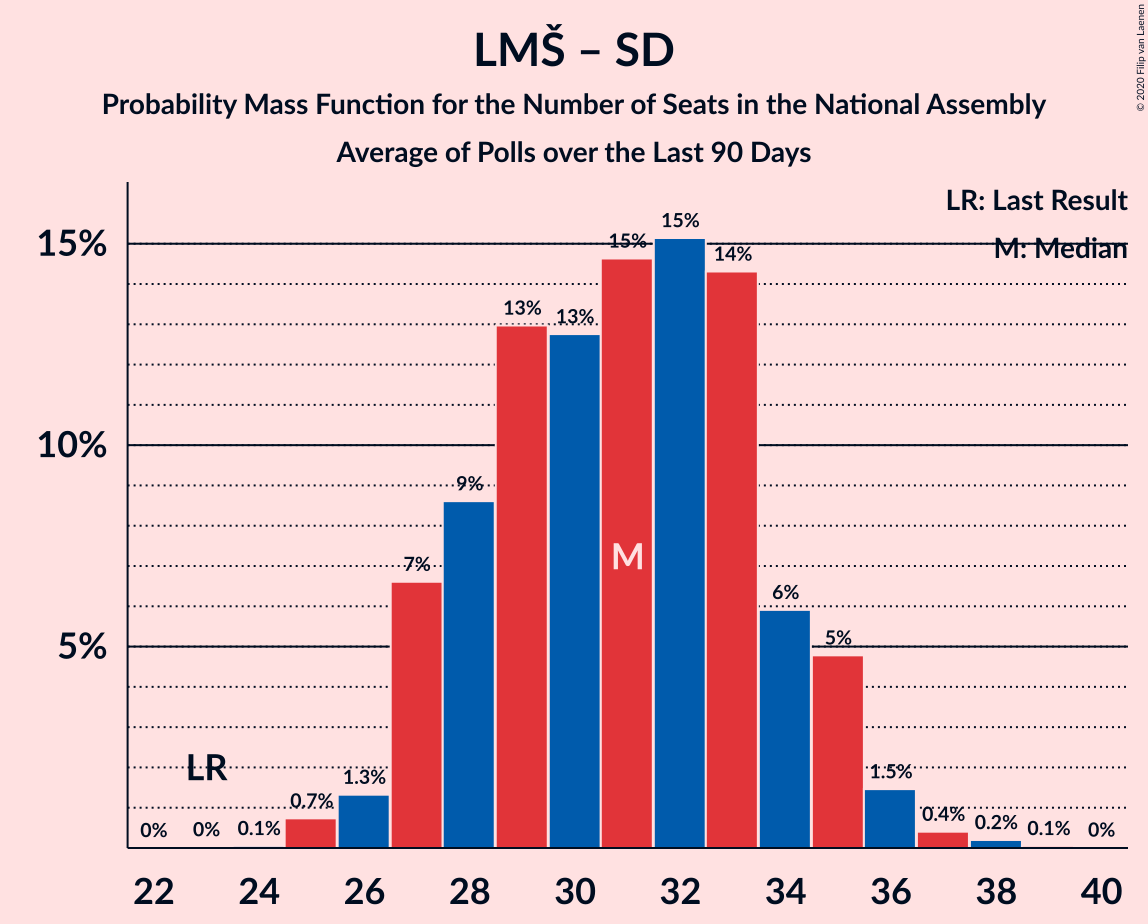 LMŠ – SD
Probability Mass Function for the Number of Seats in the National Assembly
Average of Polls over the Last 90 Days
© 2020 Filip van Laenen
LR: Last Result
M: Median
15%
10%
5%
0%
0%
0.1%
0.7%
1.3%
7%
9%
13%
13%
15%
15%
14%
6%
5%
1.5%
0.4%
0.2%
0.1%
0%
LR
M
22 24 26 28 30 32 34 36 38 40